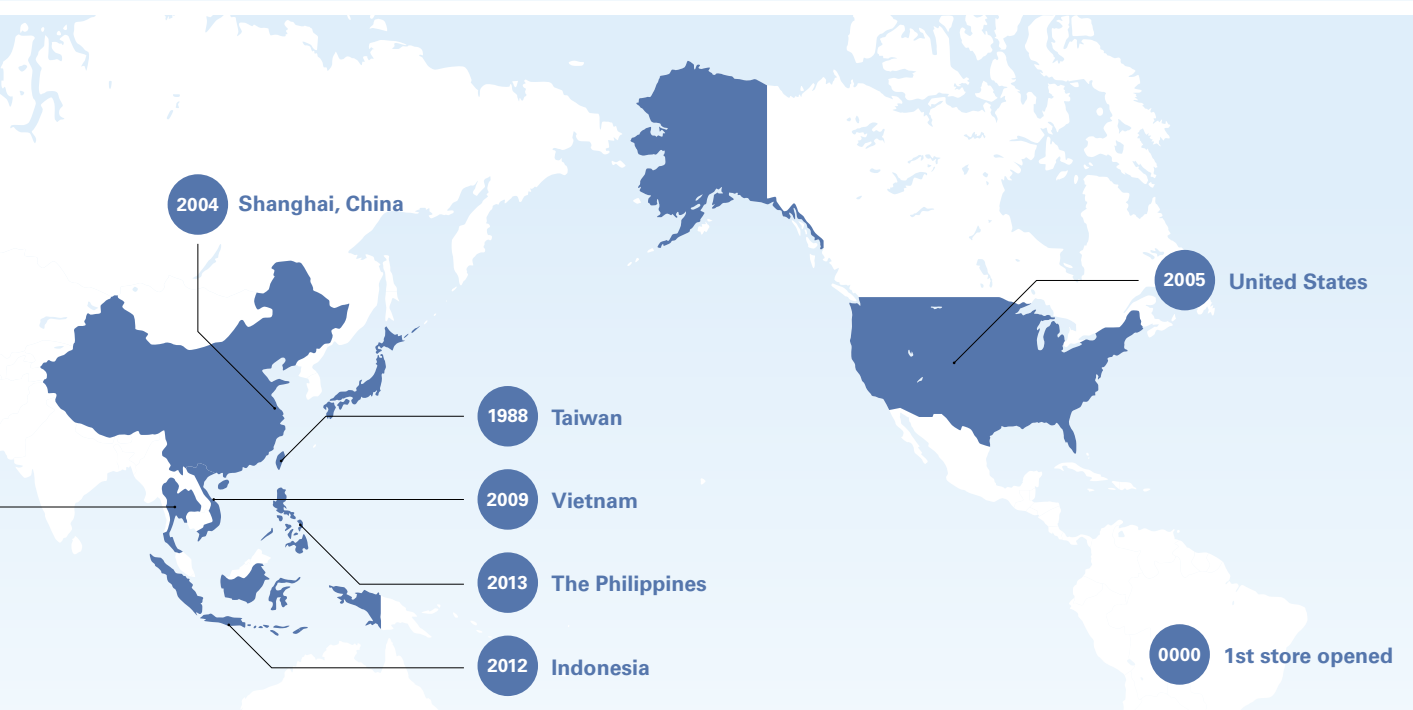 2004 Shanghai, China
2005 United States
1988 Taiwan
2009 Vietnam
2013 The Philippines
2012 Indonesia
0000 1st store opened